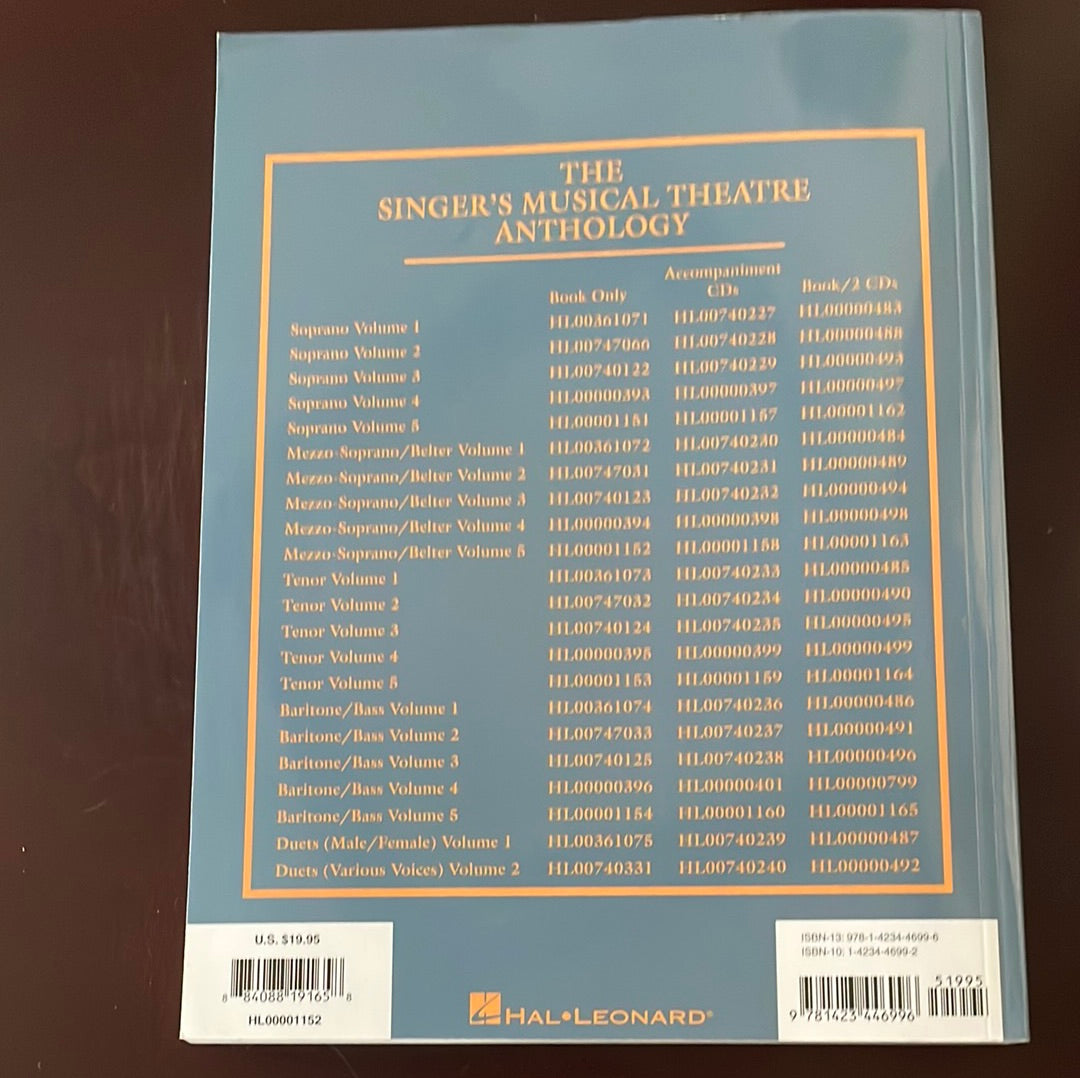 THE
SINGER'S MUSICAL THEATRE
ANTHOLOGY
Book Only Accompaniment CDs Book/2 CDs
Soprano Volume 1 HL00361071 HL00740227 HL00000483
Soprano Volume 2 HL00747066 HL00740228 HL00000488
Soprano Volume 3 HL00740122 HL00740229 HL00000493
Soprano Volume 4 HL00000393 HL00000397 HL00000497
Soprano Volume 5 HL00001151 HL00001157 HL00001162
Mezzo-Soprano/Belter Volume 1 HL00361072 HL00740230 HL00000484
Mezzo-Soprano/Belter Volume 2 HL00747031 HL00740231 HL00000489
Mezzo-Soprano/Belter Volume 3 HL00740123 HL00740232 HL00000494
Mezzo-Soprano/Belter Volume 4 HL00000394 HL00000398 HL00000498
Mezzo-Soprano/Belter Volume 5 HL00001152 HL00001158 HL00001163
Tenor Volume 1 HL00361073 HL00740233 HL00000485
Tenor Volume 2 HL00747032 HL00740234 HL00000490
Tenor Volume 3 HL00740124 HL00740235 HL00000495
Tenor Volume 4 HL00000395 HL00000399 HL00000499
Tenor Volume 5 HL00001153 HL00001159 HL00001164
Baritone/Bass Volume 1 HL00361074 HL00740236 HL00000486
Baritone/Bass Volume 2 HL00747033 HL00740237 HL00000491
Baritone/Bass Volume 3 HL00740125 HL00740238 HL00000496
Baritone/Bass Volume 4 HL00000396 HL00000401 HL00000799
Baritone/Bass Volume 5 HL00001154 HL00001160 HL00001165
Duets (Male/Female) Volume 1 HL00361075 HL00740239 HL00000487
Duets (Various Voices) Volume 2 HL00740331 HL00740240 HL00000492
U.S. $19.95
8 84088 19165 8
HL00001152
HAL•LEONARD®
ISBN-13: 978-1-4234-4699-6
ISBN-10: 1-4234-4699-2
51995
9 781423 446996